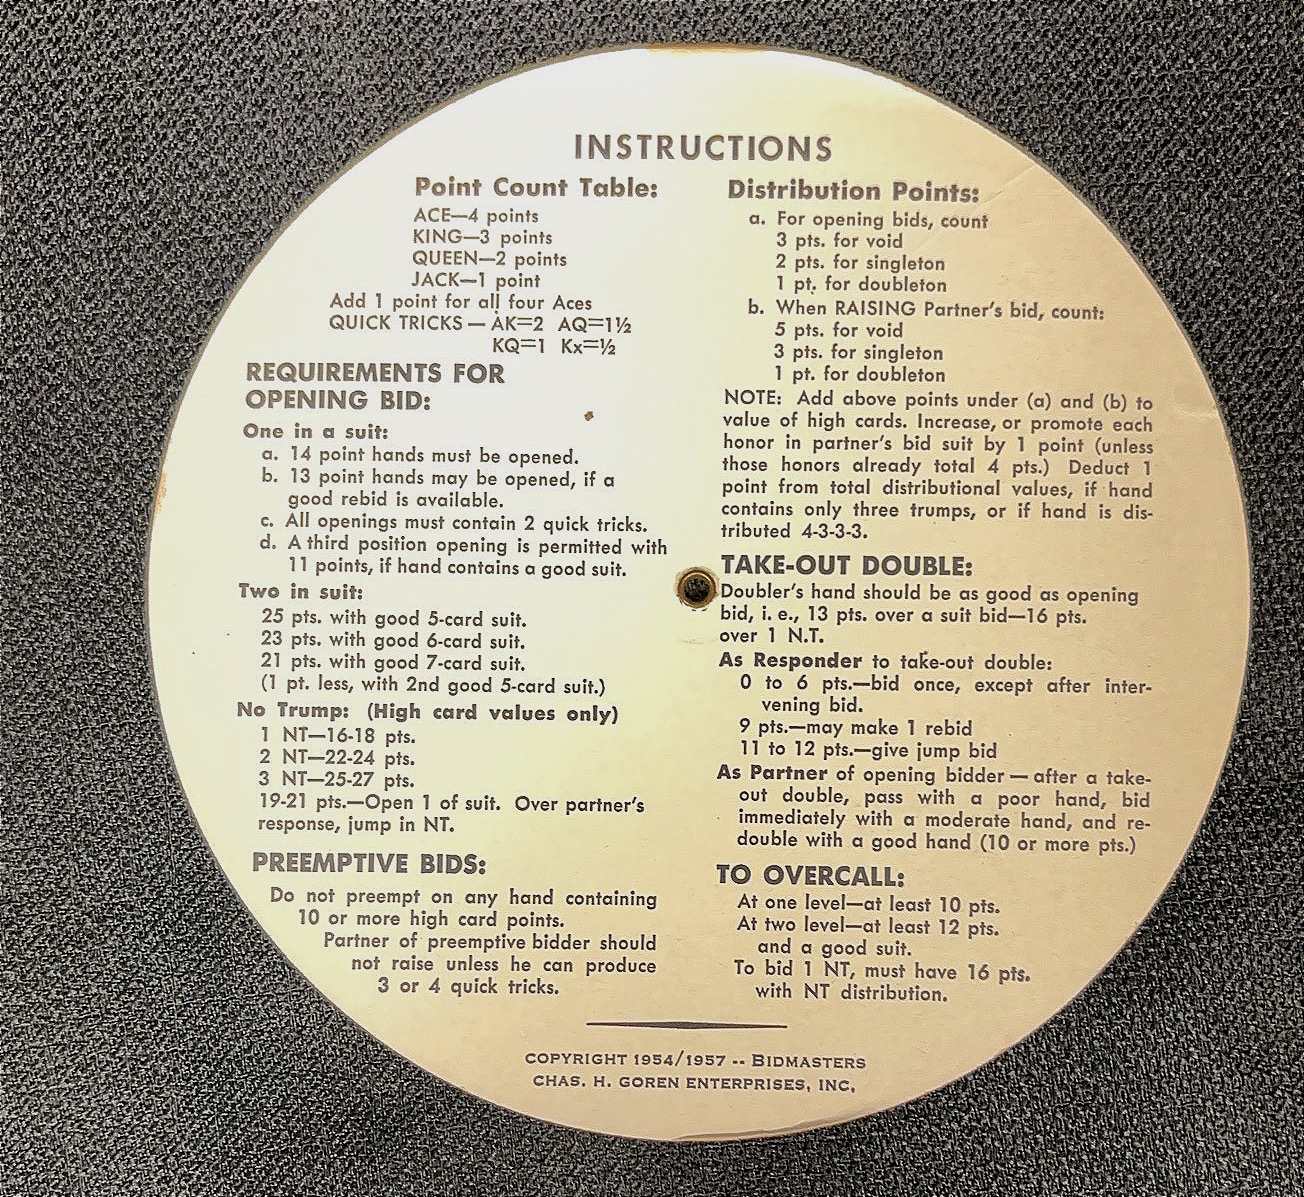 INSTRUCTIONS
Point Count Table:
ACE—4 points
KING—3 points
QUEEN—2 points
JACK—1 point
Add 1 point for all four Aces
QUICK TRICKS — AK=2 AQ=1½
KQ=1 Kx=½
REQUIREMENTS FOR
OPENING BID:
One in a suit:
a. 14 point hands must be opened.
b. 13 point hands may be opened, if a
good rebid is available.
c. All openings must contain 2 quick tricks.
d. A third position opening is permitted with
11 points, if hand contains a good suit.
Two in suit:
25 pts. with good 5-card suit.
23 pts. with good 6-card suit.
21 pts. with good 7-card suit.
(1 pt. less, with 2nd good 5-card suit.)
No Trump: (High card values only)
1 NT—16-18 pts.
2 NT—22-24 pts.
3 NT—25-27 pts.
19-21 pts.—Open 1 of suit. Over partner's
response, jump in NT.
PREEMPTIVE BIDS:
Do not preempt on any hand containing
10 or more high card points.
Partner of preemptive bidder should
not raise unless he can produce
3 or 4 quick tricks.
Distribution Points:
a. For opening bids, count
3 pts. for void
2 pts. for singleton
1 pt. for doubleton
b. When RAISING Partner's bid, count:
5 pts. for void
3 pts. for singleton
1 pt. for doubleton
NOTE: Add above points under (a) and (b) to
value of high cards. Increase, or promote each
honor in partner's bid suit by 1 point (unless
those honors already total 4 pts.) Deduct 1
point from total distributional values, if hand
contains only three trumps, or if hand is dis-
tributed 4-3-3-3.
TAKE-OUT DOUBLE:
Doubler's hand should be as good as opening
bid, i. e., 13 pts. over a suit bid—16 pts.
over 1 N.T.
As Responder to take-out double:
0 to 6 pts.—bid once, except after inter-
vening bid.
9 pts.—may make 1 rebid
11 to 12 pts.—give jump bid
As Partner of opening bidder — after a take-
out double, pass with a poor hand, bid
immediately with a moderate hand, and re-
double with a good hand (10 or more pts.)
TO OVERCALL:
At one level—at least 10 pts.
At two level—at least 12 pts.
and a good suit.
To bid 1 NT, must have 16 pts.
with NT distribution.
COPYRIGHT 1954/1957 -- BIDMASTERS
CHAS. H. GOREN ENTERPRISES, INC.